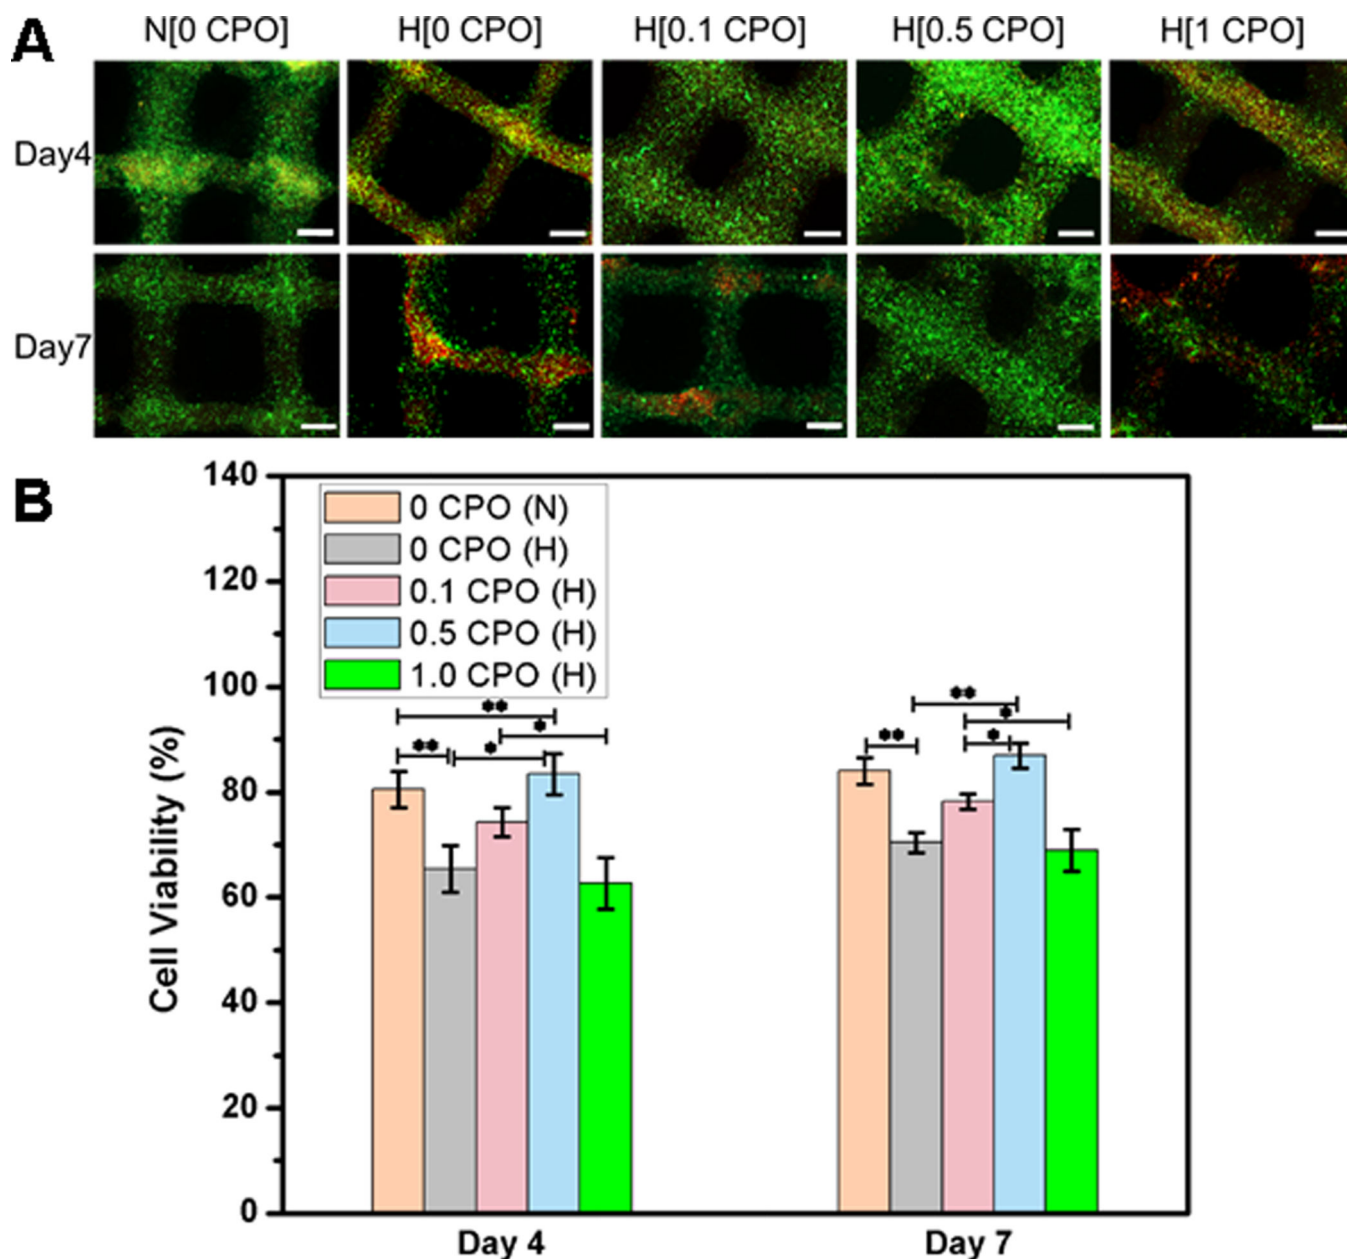 A
N[0 CPO] H[0 CPO] H[0.1 CPO] H[0.5 CPO] H[1 CPO]
Day4
Day7
B
140
120
100
80
60
40
20
0
Cell Viability (%)
0 CPO (N)
0 CPO (H)
0.1 CPO (H)
0.5 CPO (H)
1.0 CPO (H)
** * ** *
** * ** *
Day 4 Day 7